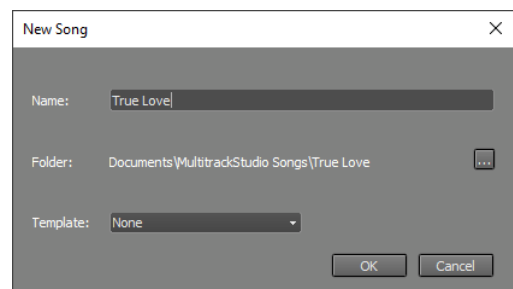 New Song
Name: True Love
Folder: Documents\MultitrackStudio Songs\True Love ...
Template: None
OK Cancel